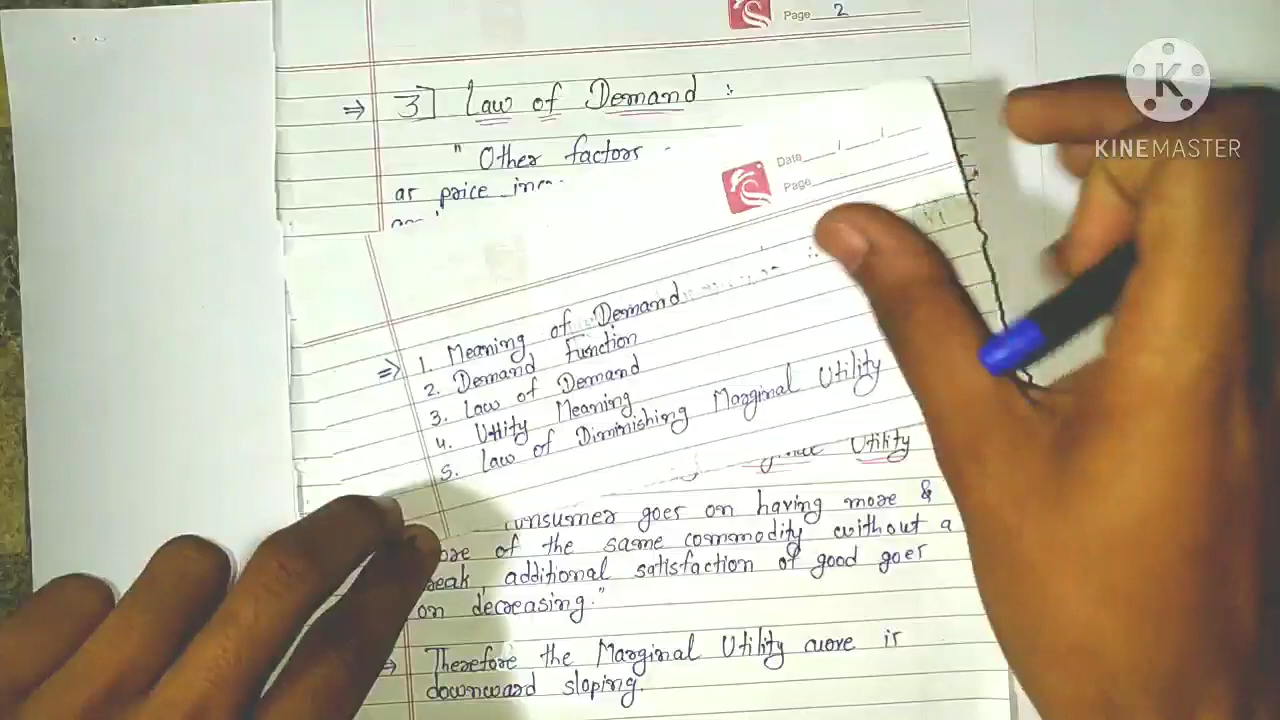 Page 2
⇒ 3] Law of Demand :
" Other factors
as price
K
KINEMASTER
Date / /
Page
⇒ 1. Meaning of Demand
2. Demand Function
3. Law of Demand
4. Utility Meaning
5. Law of Diminishing Marginal Utility
Utility
goes on having more &
of the same commodity without a
additional satisfaction of good goes
on decreasing."
⇒ Therefore the Marginal Utility curve is
downward sloping.